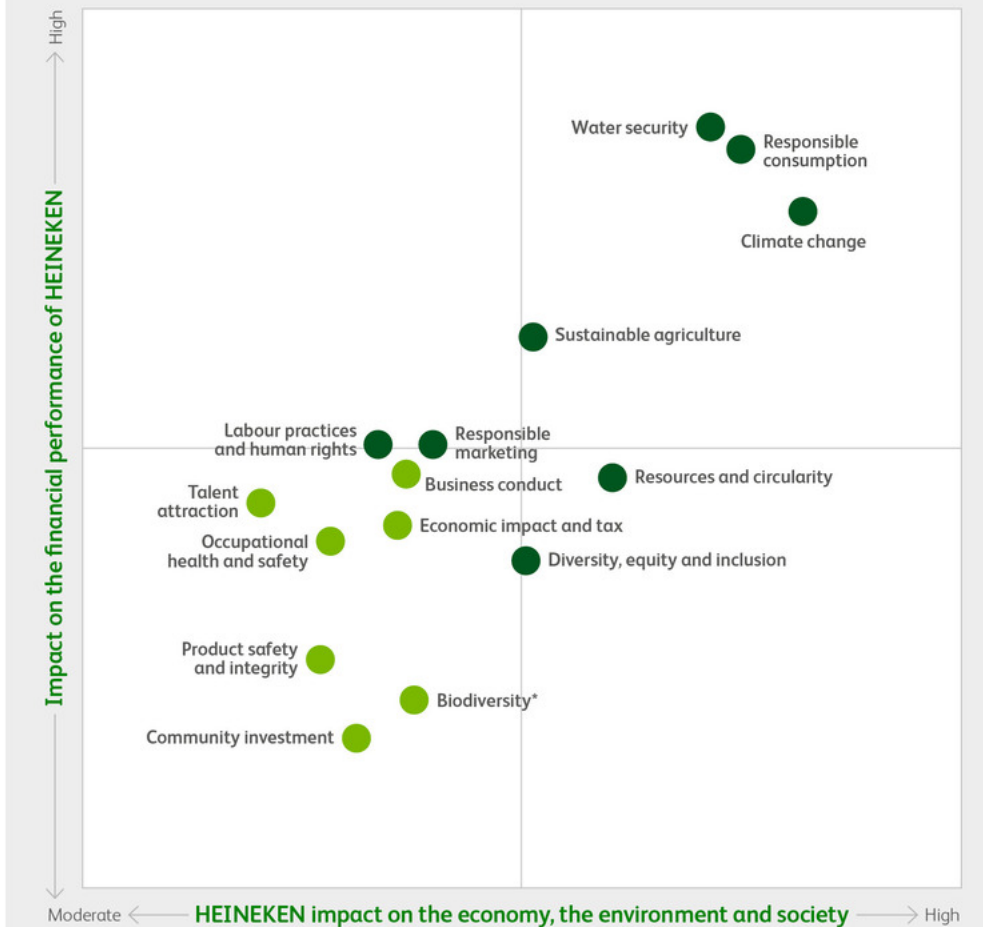 High
Impact on the financial performance of HEINEKEN
Water security
Responsible
consumption
Climate change
Sustainable agriculture
Labour practices
and human rights
Responsible
marketing
Business conduct
Resources and circularity
Talent
attraction
Economic impact and tax
Occupational
health and safety
Diversity, equity and inclusion
Product safety
and integrity
Biodiversity*
Community investment
Moderate
HEINEKEN impact on the economy, the environment and society
High